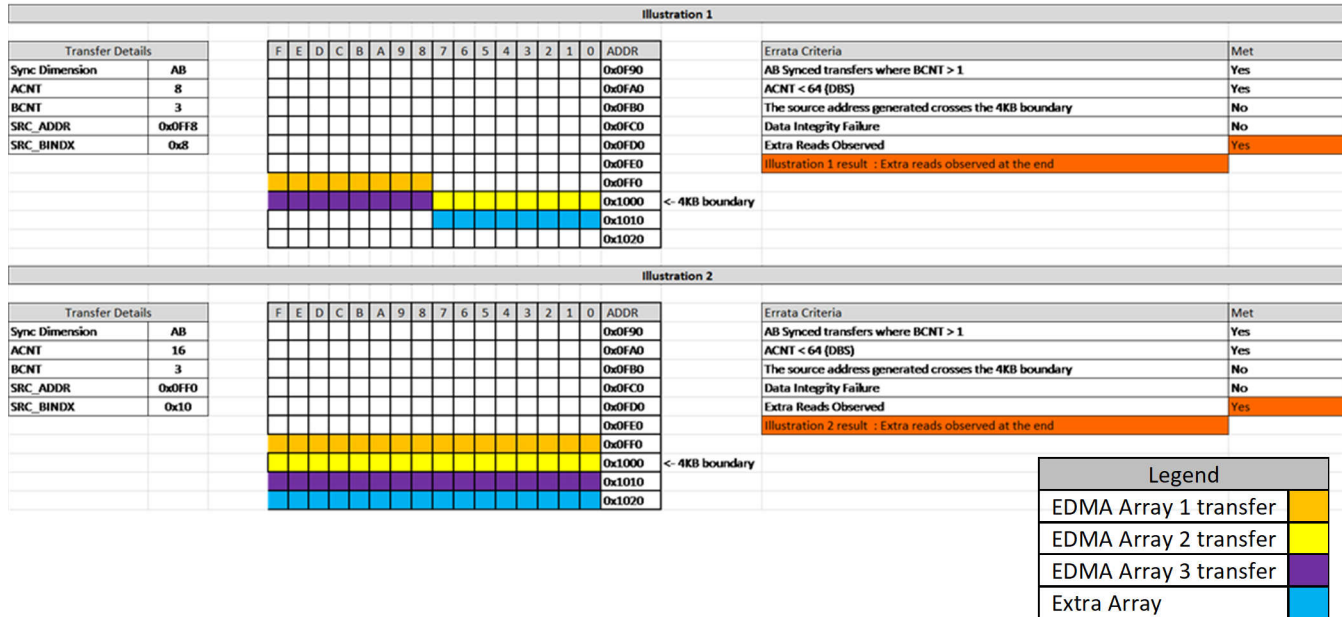 Illustration 1
Transfer Details F E D C B A 9 8 7 6 5 4 3 2 1 0 ADDR Errata Criteria Met
Sync Dimension AB 0x0F90 AB Synced transfers where BCNT > 1 Yes
ACNT 8 0x0FA0 ACNT < 64 (DBS) Yes
BCNT 3 0x0FB0 The source address generated crosses the 4KB boundary No
SRC_ADDR 0x0FF8 0x0FC0 Data Integrity Failure No
SRC_BINDX 0x8 0x0FD0 Extra Reads Observed Yes
0x0FE0 Illustration 1 result : Extra reads observed at the end
0x0FF0
0x1000 <- 4KB boundary
0x1010
0x1020
Illustration 2
Transfer Details F E D C B A 9 8 7 6 5 4 3 2 1 0 ADDR Errata Criteria Met
Sync Dimension AB 0x0F90 AB Synced transfers where BCNT > 1 Yes
ACNT 16 0x0FA0 ACNT < 64 (DBS) Yes
BCNT 3 0x0FB0 The source address generated crosses the 4KB boundary No
SRC_ADDR 0x0FF0 0x0FC0 Data Integrity Failure No
SRC_BINDX 0x10 0x0FD0 Extra Reads Observed Yes
0x0FE0 Illustration 2 result : Extra reads observed at the end
0x0FF0
0x1000 <- 4KB boundary
0x1010
0x1020
Legend
EDMA Array 1 transfer
EDMA Array 2 transfer
EDMA Array 3 transfer
Extra Array